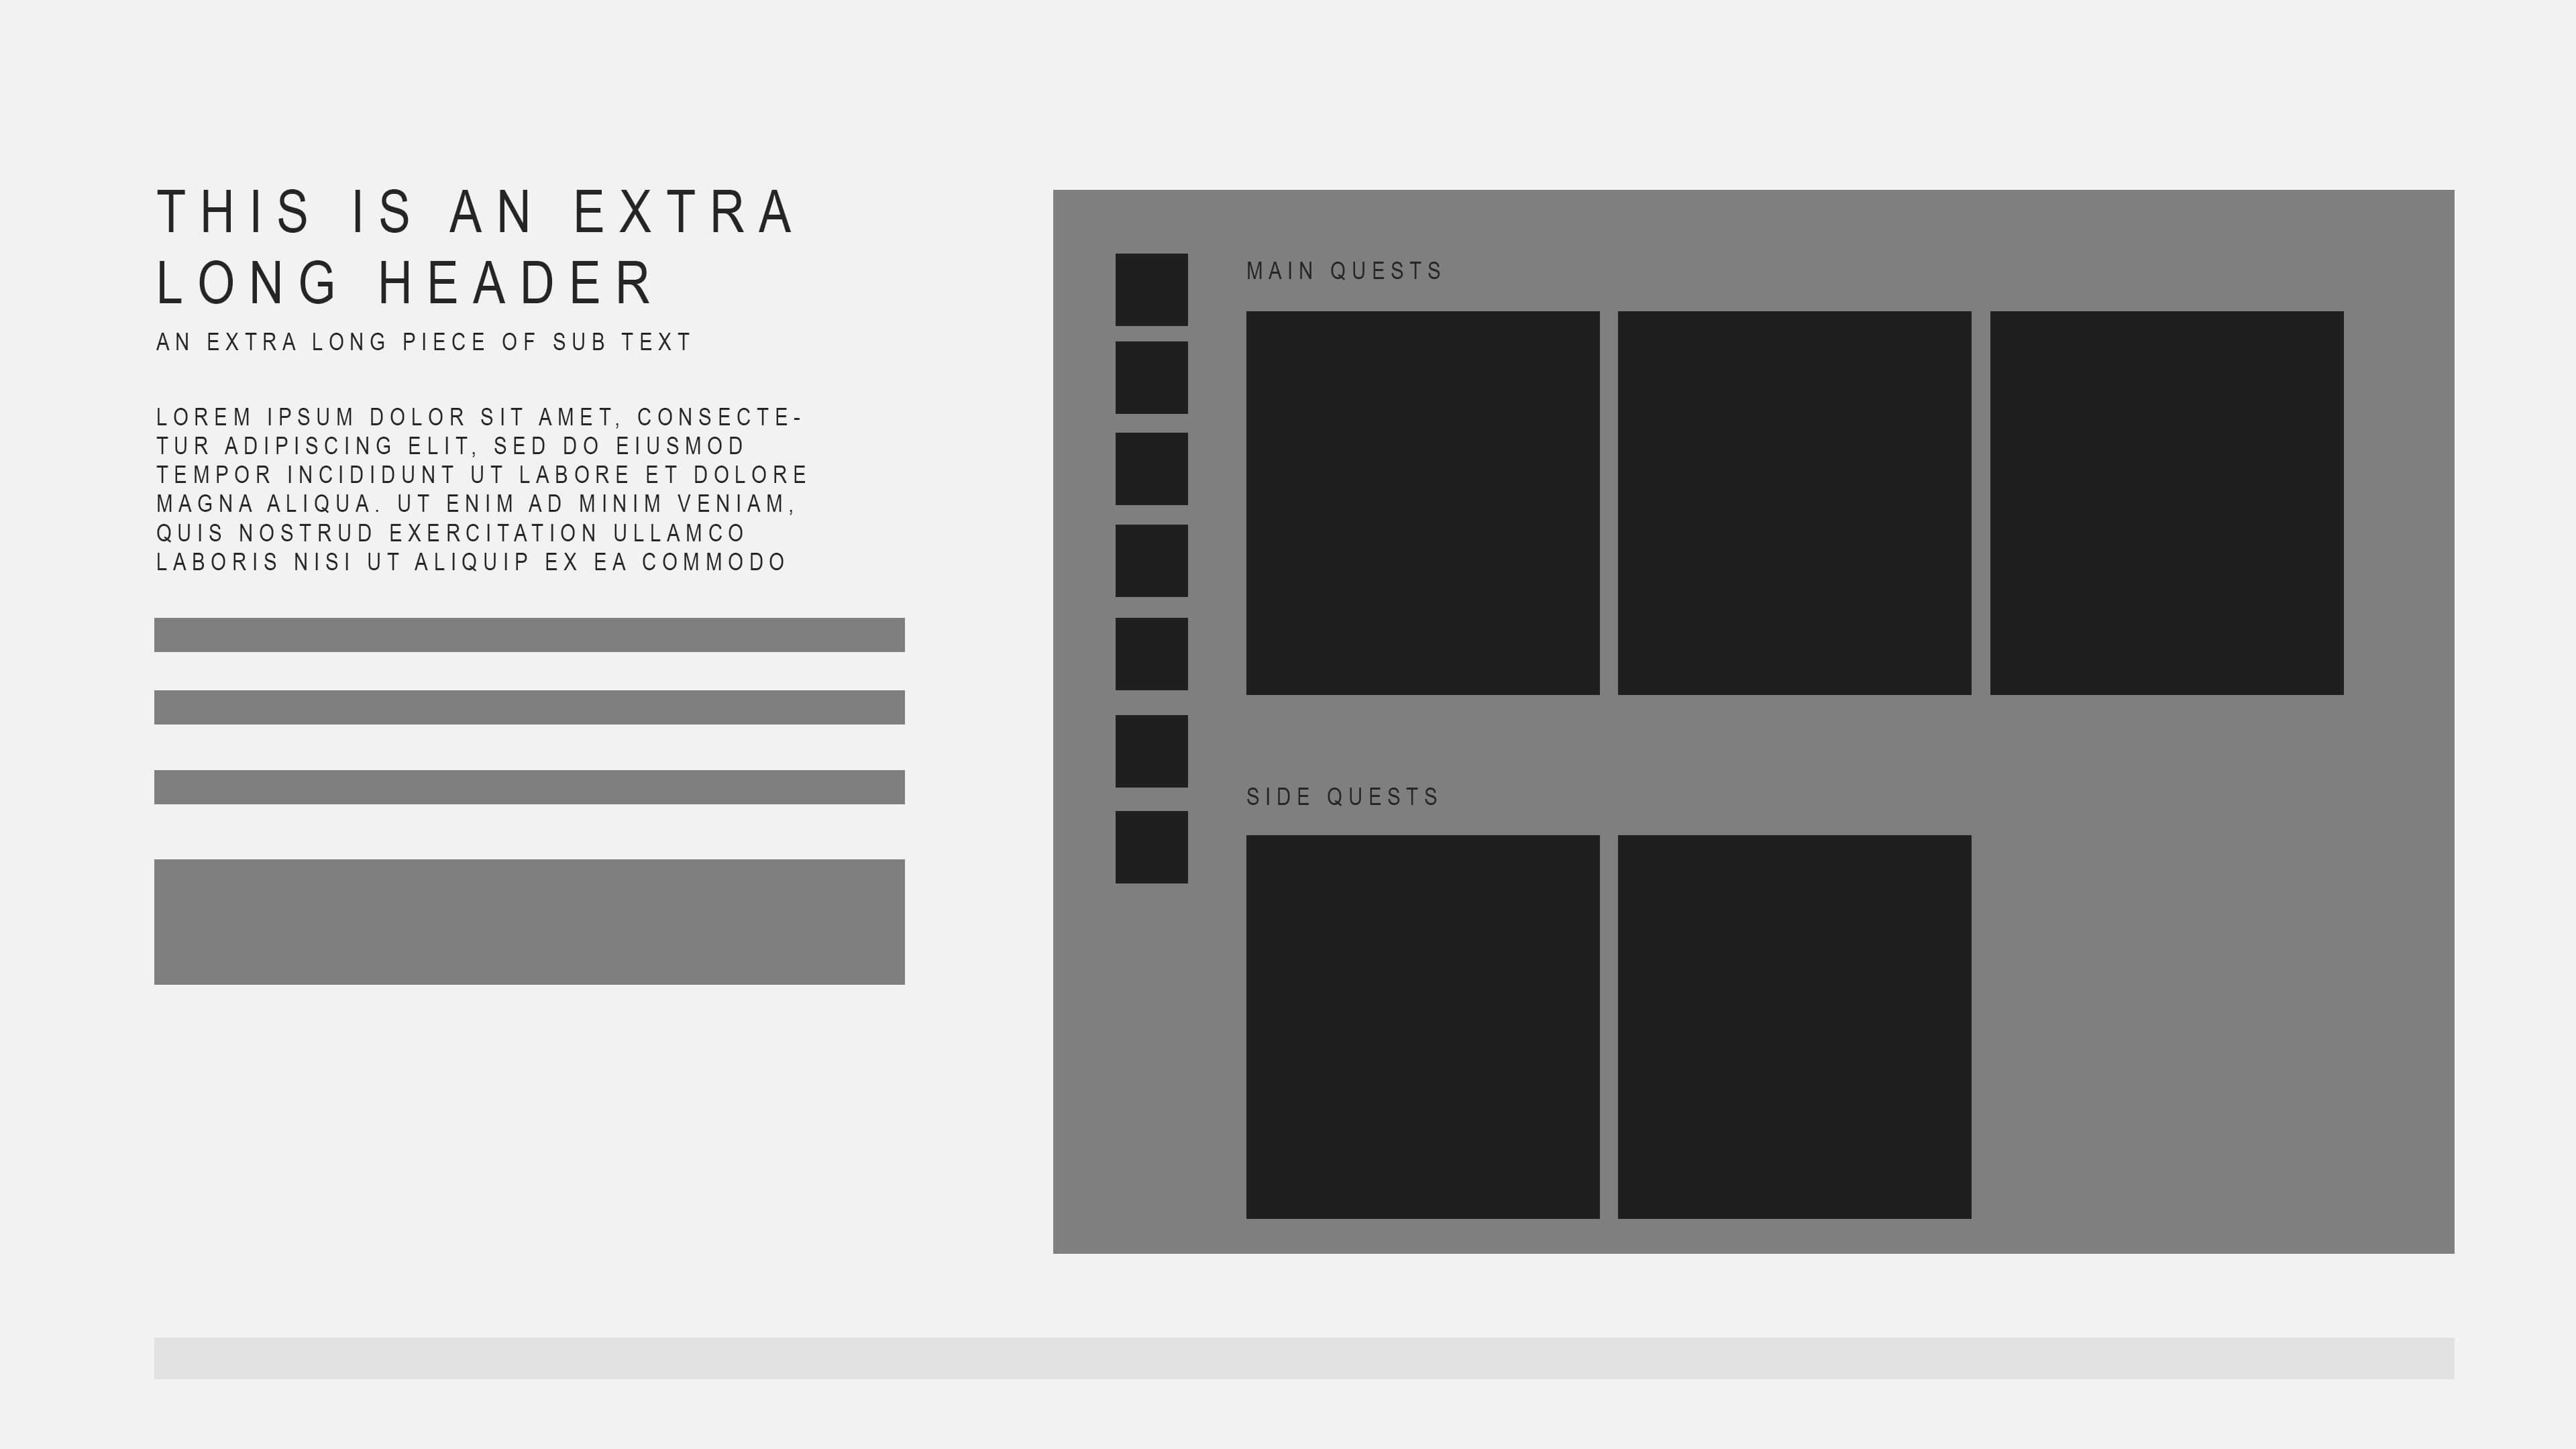 THIS IS AN EXTRA
LONG HEADER
AN EXTRA LONG PIECE OF SUB TEXT
LOREM IPSUM DOLOR SIT AMET, CONSECTE-
TUR ADIPISCING ELIT, SED DO EIUSMOD
TEMPOR INCIDIDUNT UT LABORE ET DOLORE
MAGNA ALIQUA. UT ENIM AD MINIM VENIAM,
QUIS NOSTRUD EXERCITATION ULLAMCO
LABORIS NISI UT ALIQUIP EX EA COMMODO
MAIN QUESTS
SIDE QUESTS